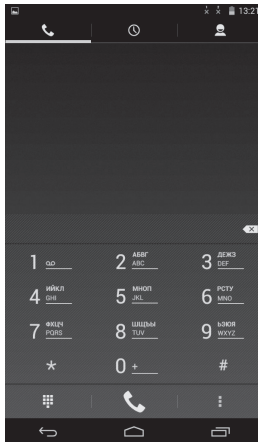 13:21
1 2 АБВГ 3 ДЕЖЗ
ABC DEF
4 ИЙКЛ 5 МНОП 6 РСТУ
GHI JKL MNO
7 ФХЦЧ 8 ШЩЪЫ 9 ЬЭЮЯ
PQRS TUV WXYZ
* 0 + #